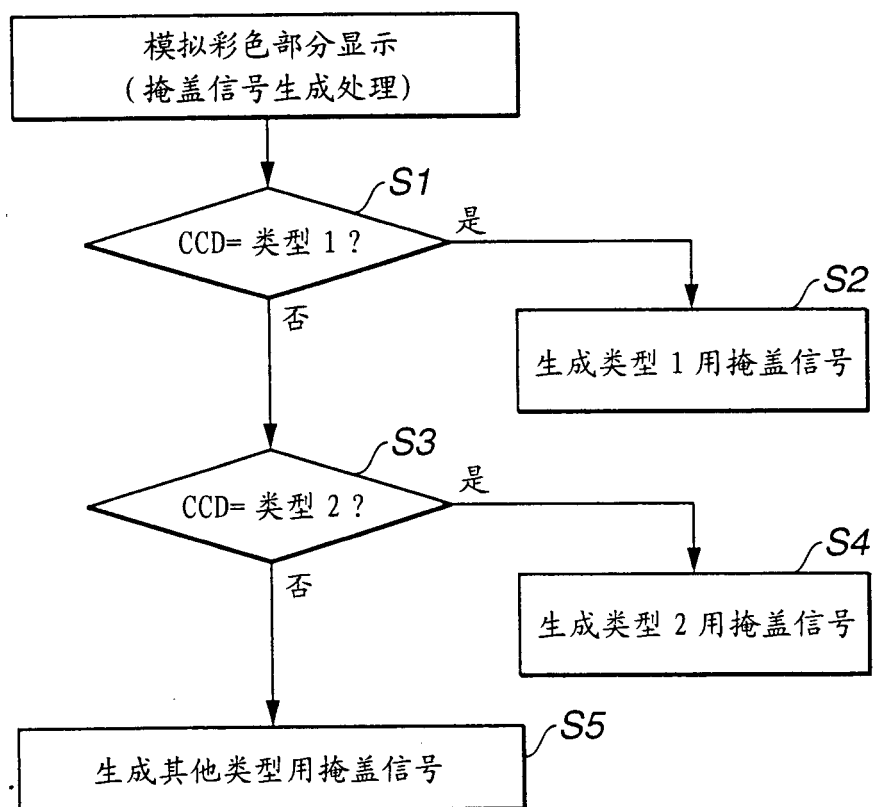 模拟彩色部分显示
(掩盖信号生成处理)
S1
CCD= 类型 1 ?
是
S2
否
生成类型 1 用掩盖信号
S3
CCD= 类型 2 ?
是
S4
否
生成类型 2 用掩盖信号
S5
生成其他类型用掩盖信号